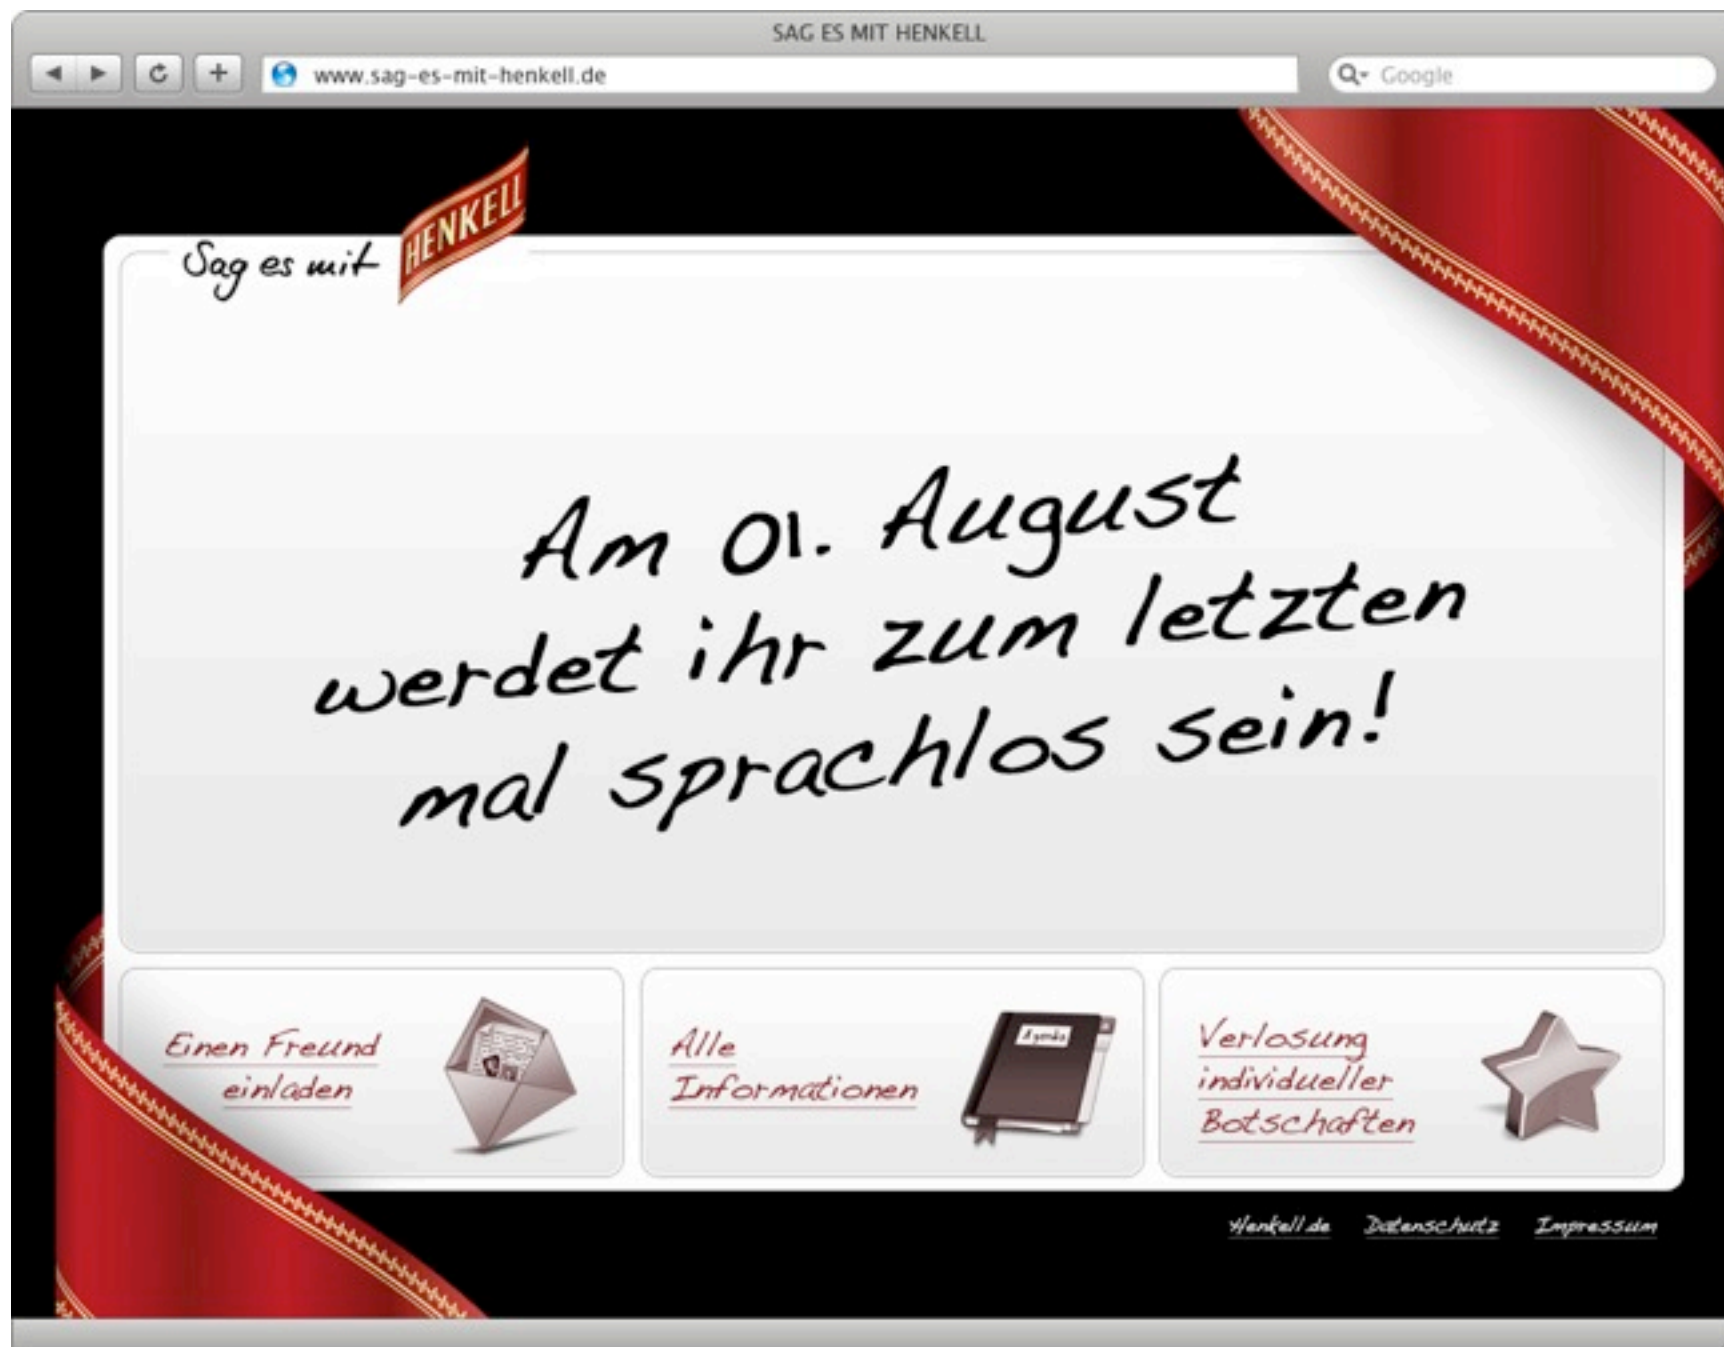 SAG ES MIT HENKELL
www.sag-es-mit-henkell.de
Google
Sag es mit HENKELL
Am 01. August
werdet ihr zum letzten
mal sprachlos sein!
Einen Freund
einladen
Alle
Informationen
Verlosung
individueller
Botschaften
Henkell.de Datenschutz Impressum